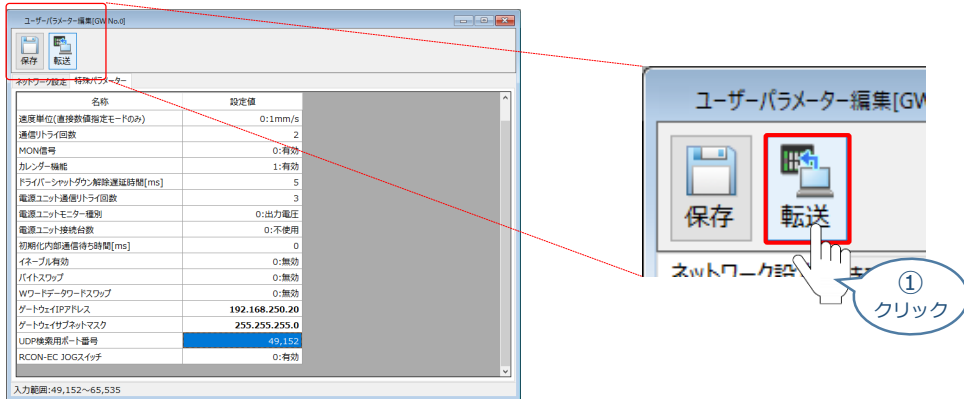 ユーザーパラメーター編集[GW No.0]
保存 転送
ネットワーク設定 特殊パラメーター
名称 設定値
速度単位(直接数値指定モードのみ) 0:1mm/s
通信リトライ回数 2
MON信号 0:有効
カレンダー機能 1:有効
ドライバーシャットダウン解除遅延時間[ms] 5
電源ユニット通信リトライ回数 3
電源ユニットモニター種別 0:出力電圧
電源ユニット接続台数 0:不使用
初期化内部通信待ち時間[ms] 0
イネーブル有効 0:無効
バイトスワップ 0:無効
Wワードデータワードスワップ 0:無効
ゲートウェイIPアドレス 192.168.250.20
ゲートウェイサブネットマスク 255.255.255.0
UDP検索用ポート番号 49,152
RCON-EC JOGスイッチ 0:有効
入力範囲:49,152～65,535
ユーザーパラメーター編集[GW
保存 転送
ネットワーク設
①
クリック